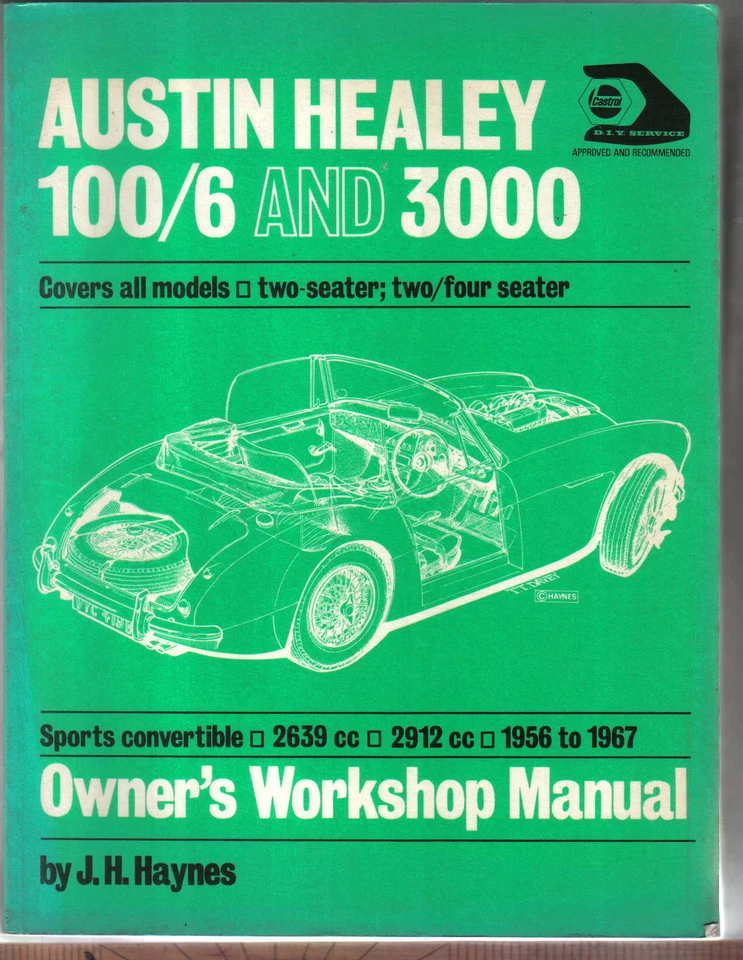 AUSTIN HEALEY
100/6 AND 3000
Castrol
D.I.Y. SERVICE
APPROVED AND RECOMMENDED
Covers all models □ two-seater; two/four seater
© HAYNES
Sports convertible □ 2639 cc □ 2912 cc □ 1956 to 1967
Owner's Workshop Manual
by J. H. Haynes